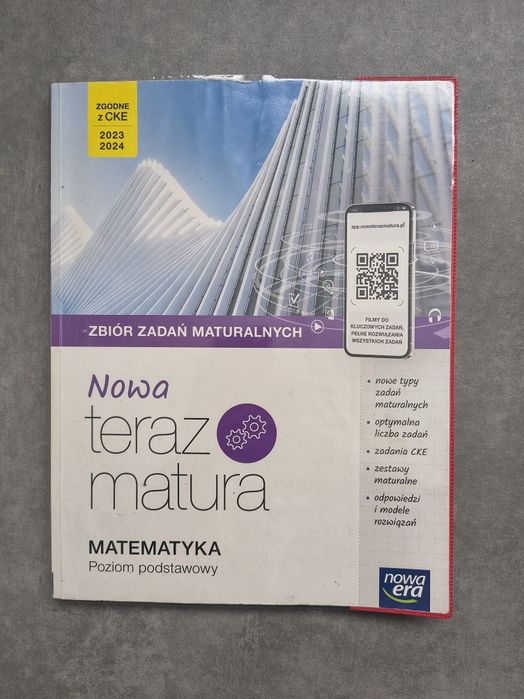 ZGODNE
z CKE
2023
2024
app.nowaterazmatura.pl
FILMY DO
KLUCZOWYCH ZADAŃ,
PEŁNE ROZWIĄZANIA
WSZYSTKICH ZADAŃ
ZBIÓR ZADAŃ MATURALNYCH
Nowa
teraz
matura
MATEMATYKA
Poziom podstawowy
• nowe typy
zadań
maturalnych
• optymalna
liczba zadań
• zadania CKE
• zestawy
maturalne
• odpowiedzi
i modele
rozwiązań
nowa
era